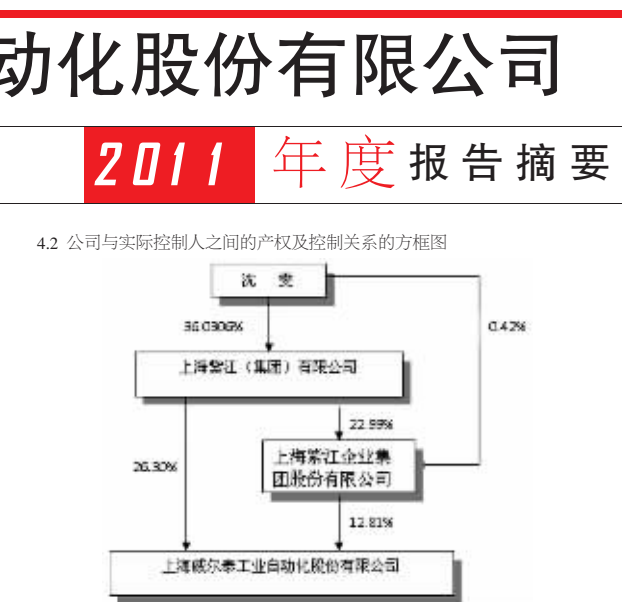 动化股份有限公司
2011 年度报告摘要
4.2 公司与实际控制人之间的产权及控制关系的方框图
沈 雯
36.0306%
0.42%
上海紫江（集团）有限公司
22.99%
26.30%
上海紫江企业集
团股份有限公司
12.81%
上海威尔泰工业自动化股份有限公司